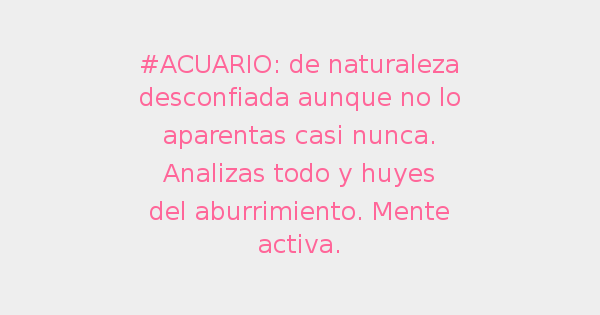 #ACUARIO: de naturaleza
desconfiada aunque no lo
aparentas casi nunca.
Analizas todo y huyes
del aburrimiento. Mente
activa.